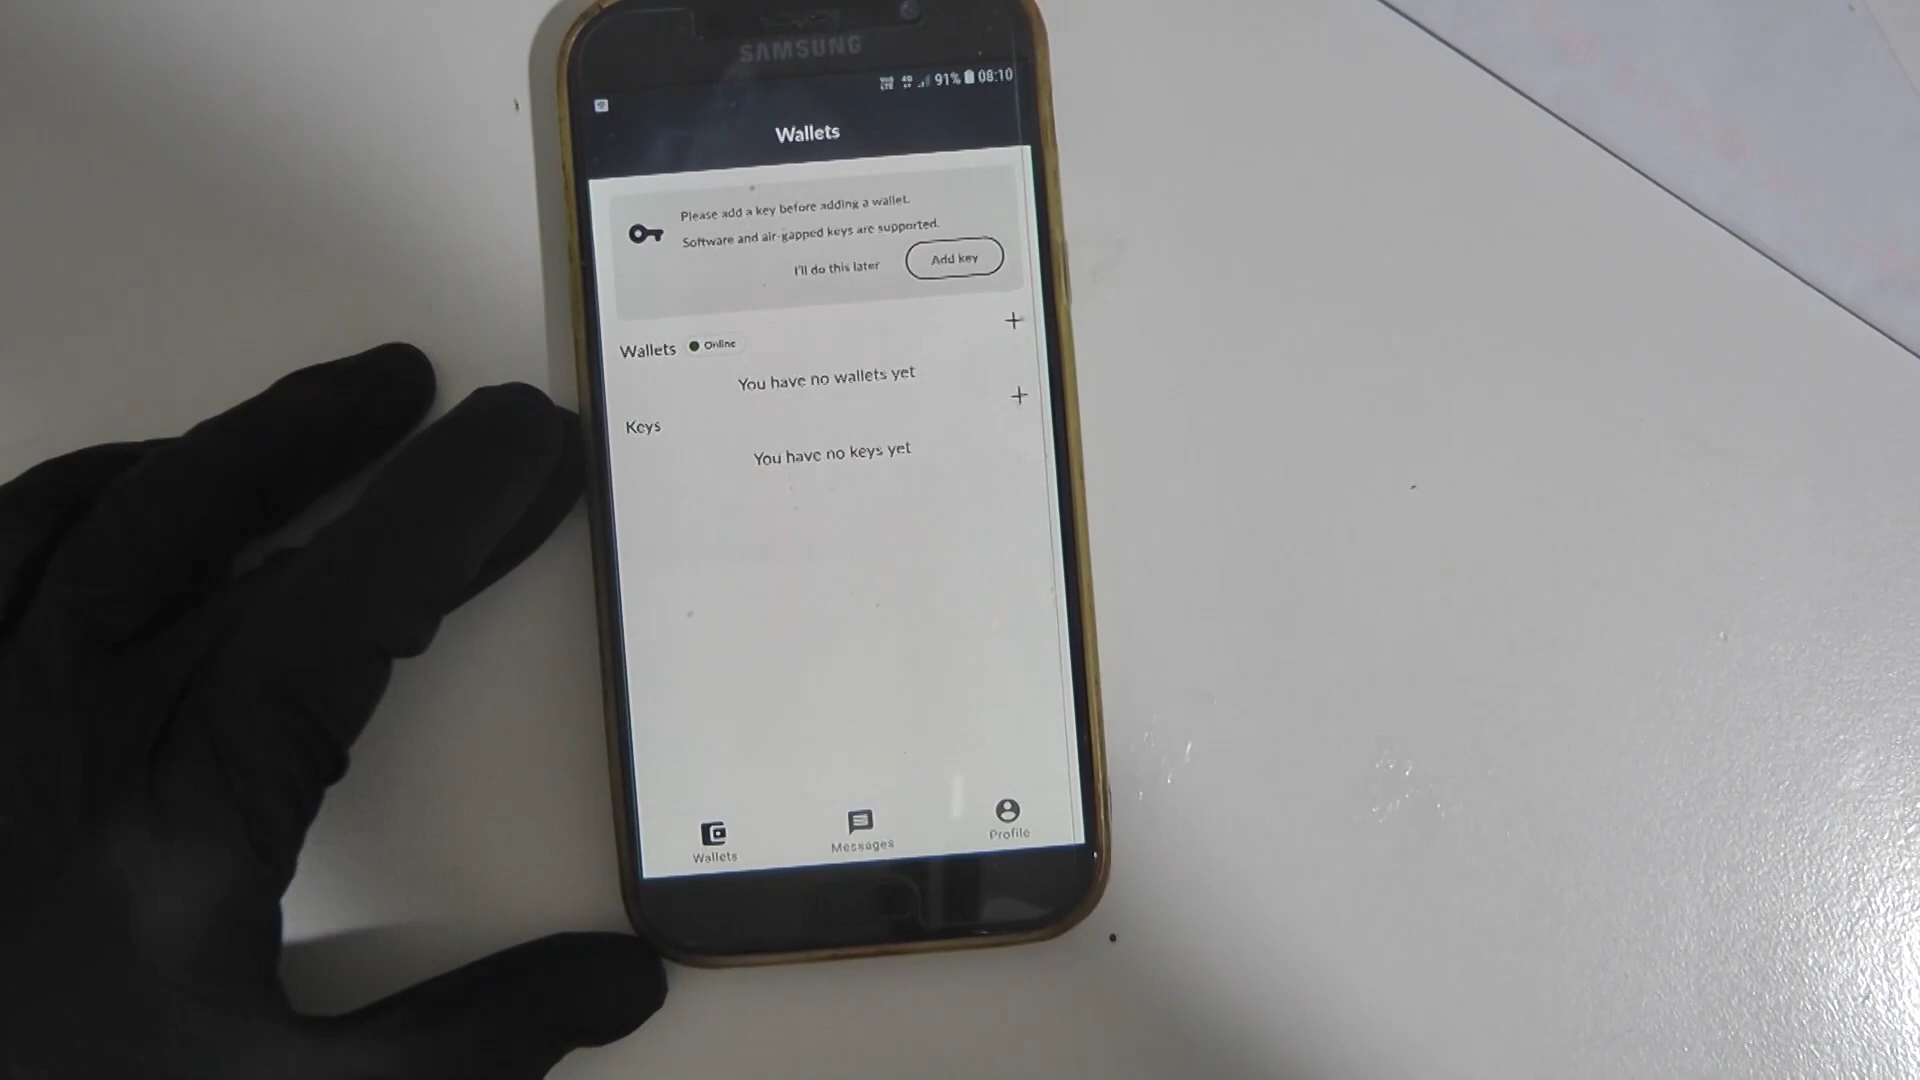 SAMSUNG
91% 08:10
Wallets
Please add a key before adding a wallet.
Software and air-gapped keys are supported.
I'll do this later
Add key
Wallets
Online
You have no wallets yet
Keys
You have no keys yet
Wallets
Messages
Profile